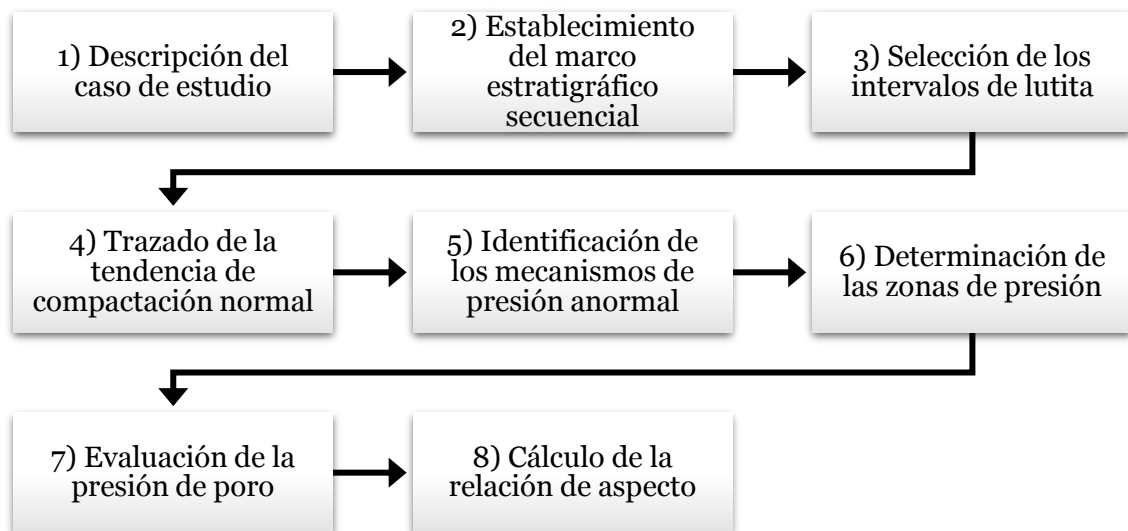 1) Descripción del
caso de estudio
2) Establecimiento
del marco
estratigráfico
secuencial
3) Selección de los
intervalos de lutita
4) Trazado de la
tendencia de
compactación normal
5) Identificación de
los mecanismos de
presión anormal
6) Determinación de
las zonas de presión
7) Evaluación de la
presión de poro
8) Cálculo de la
relación de aspecto